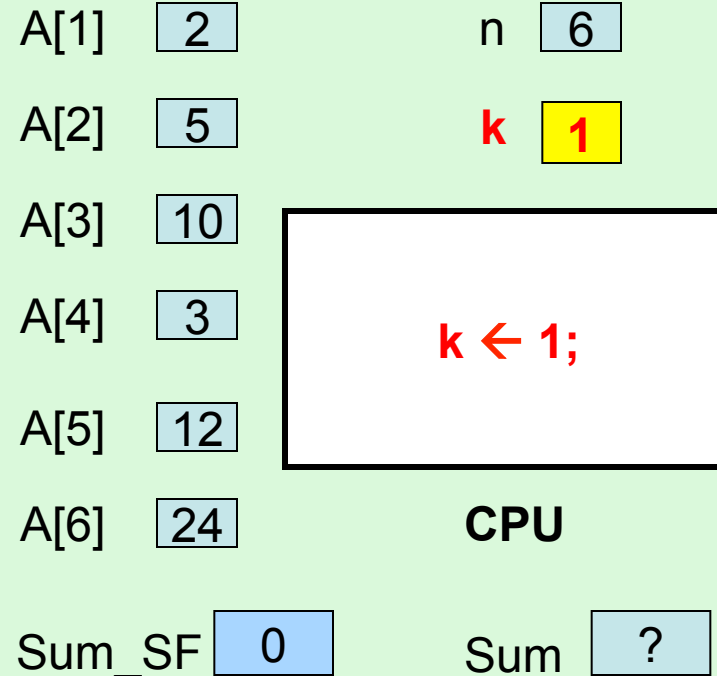 A[1] 2 n 6
A[2] 5 k 1
A[3] 10
A[4] 3 k ← 1;
A[5] 12
A[6] 24 CPU
Sum_SF 0 Sum ?